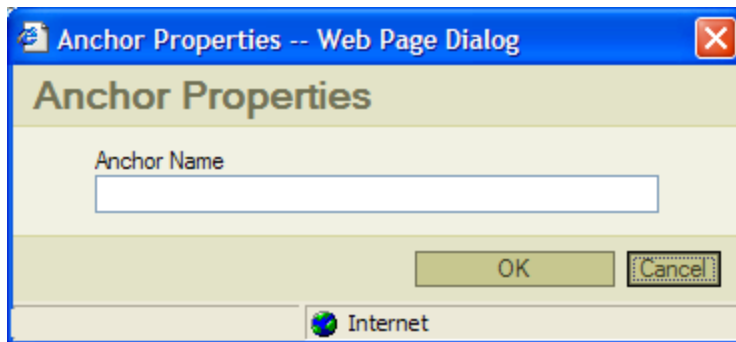 Anchor Properties -- Web Page Dialog
Anchor Properties
Anchor Name
OK Cancel
Internet